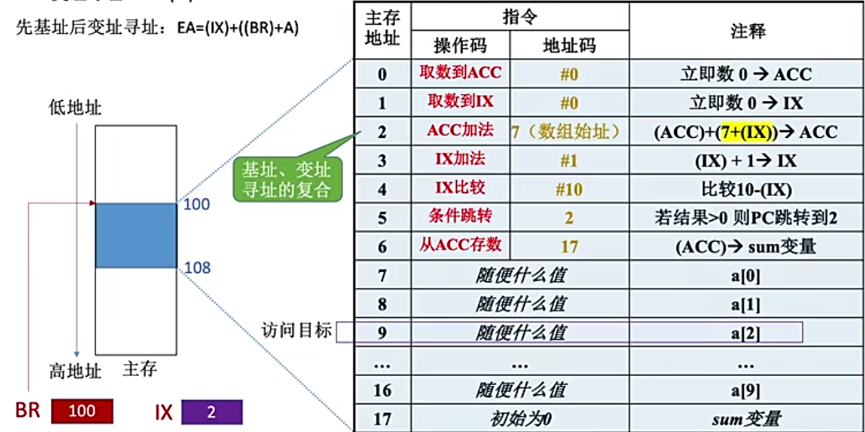 先基址后变址寻址：EA=(IX)+((BR)+A)
低地址
100
108
高地址 主存
BR 100 IX 2
基址、变址
寻址的复合
访问目标
主存地址 指令 注释
操作码 地址码
0 取数到ACC #0 立即数 0 → ACC
1 取数到IX #0 立即数 0 → IX
2 ACC加法 7（数组始址） (ACC)+(7+(IX))→ ACC
3 IX加法 #1 (IX) + 1→ IX
4 IX比较 #10 比较10-(IX)
5 条件跳转 2 若结果>0 则PC跳转到2
6 从ACC存数 17 (ACC)→ sum变量
7 随便什么值 a[0]
8 随便什么值 a[1]
9 随便什么值 a[2]
... ... ...
16 随便什么值 a[9]
17 初始为0 sum变量